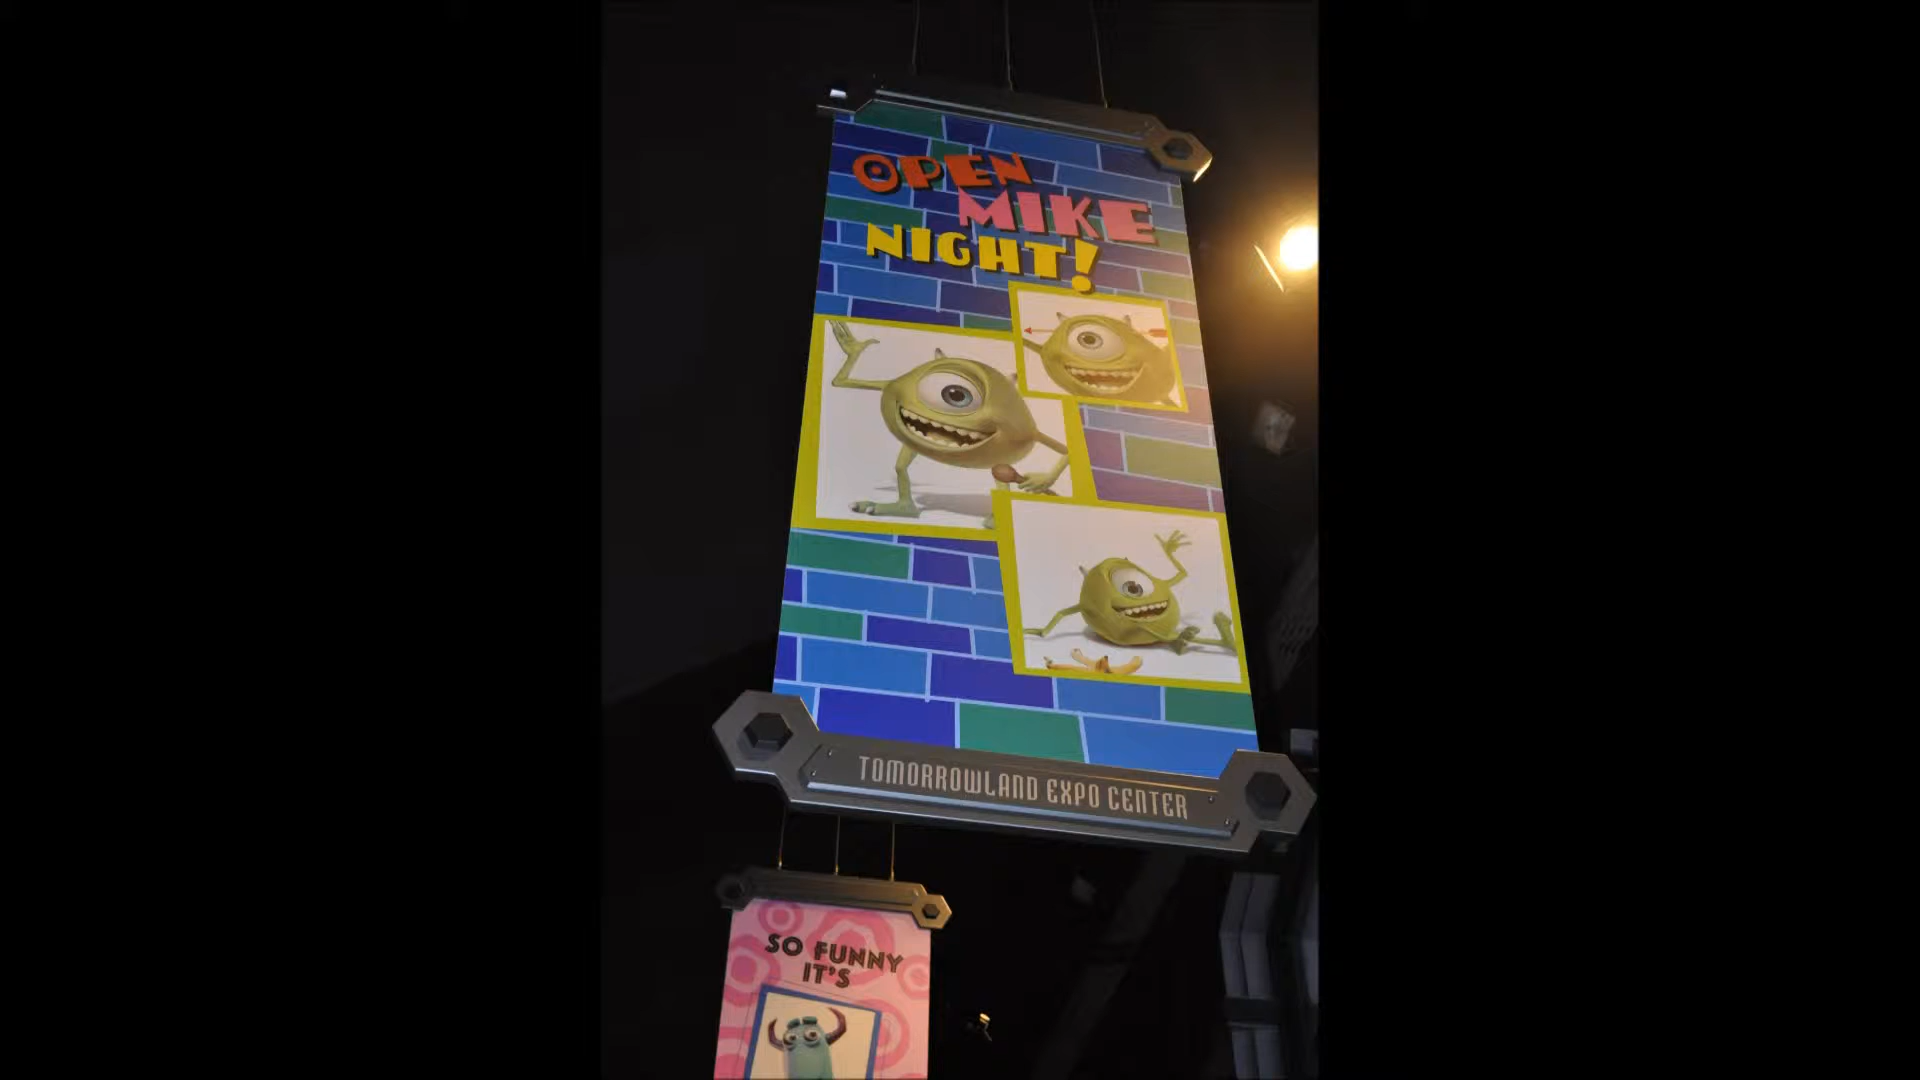 OPEN
MIKE
NIGHT!
TOMORROWLAND EXPO CENTER
SO FUNNY
IT'S